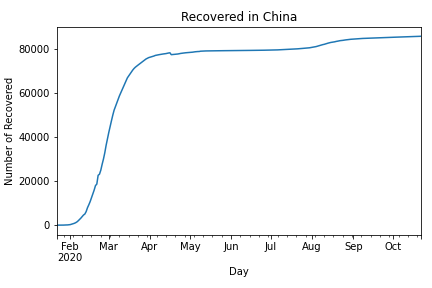 Recovered in China
Number of Recovered
80000
60000
40000
20000
0
Feb Mar Apr May Jun Jul Aug Sep Oct
2020
Day